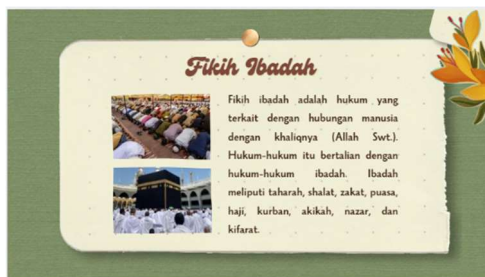 Fikih Ibadah
Fikih ibadah adalah hukum yang
terkait dengan hubungan manusia
dengan khaliqnya (Allah Swt.).
Hukum-hukum itu bertalian dengan
hukum-hukum ibadah. Ibadah
meliputi taharah, shalat, zakat, puasa,
haji, kurban, akikah, nazar, dan
kifarat.